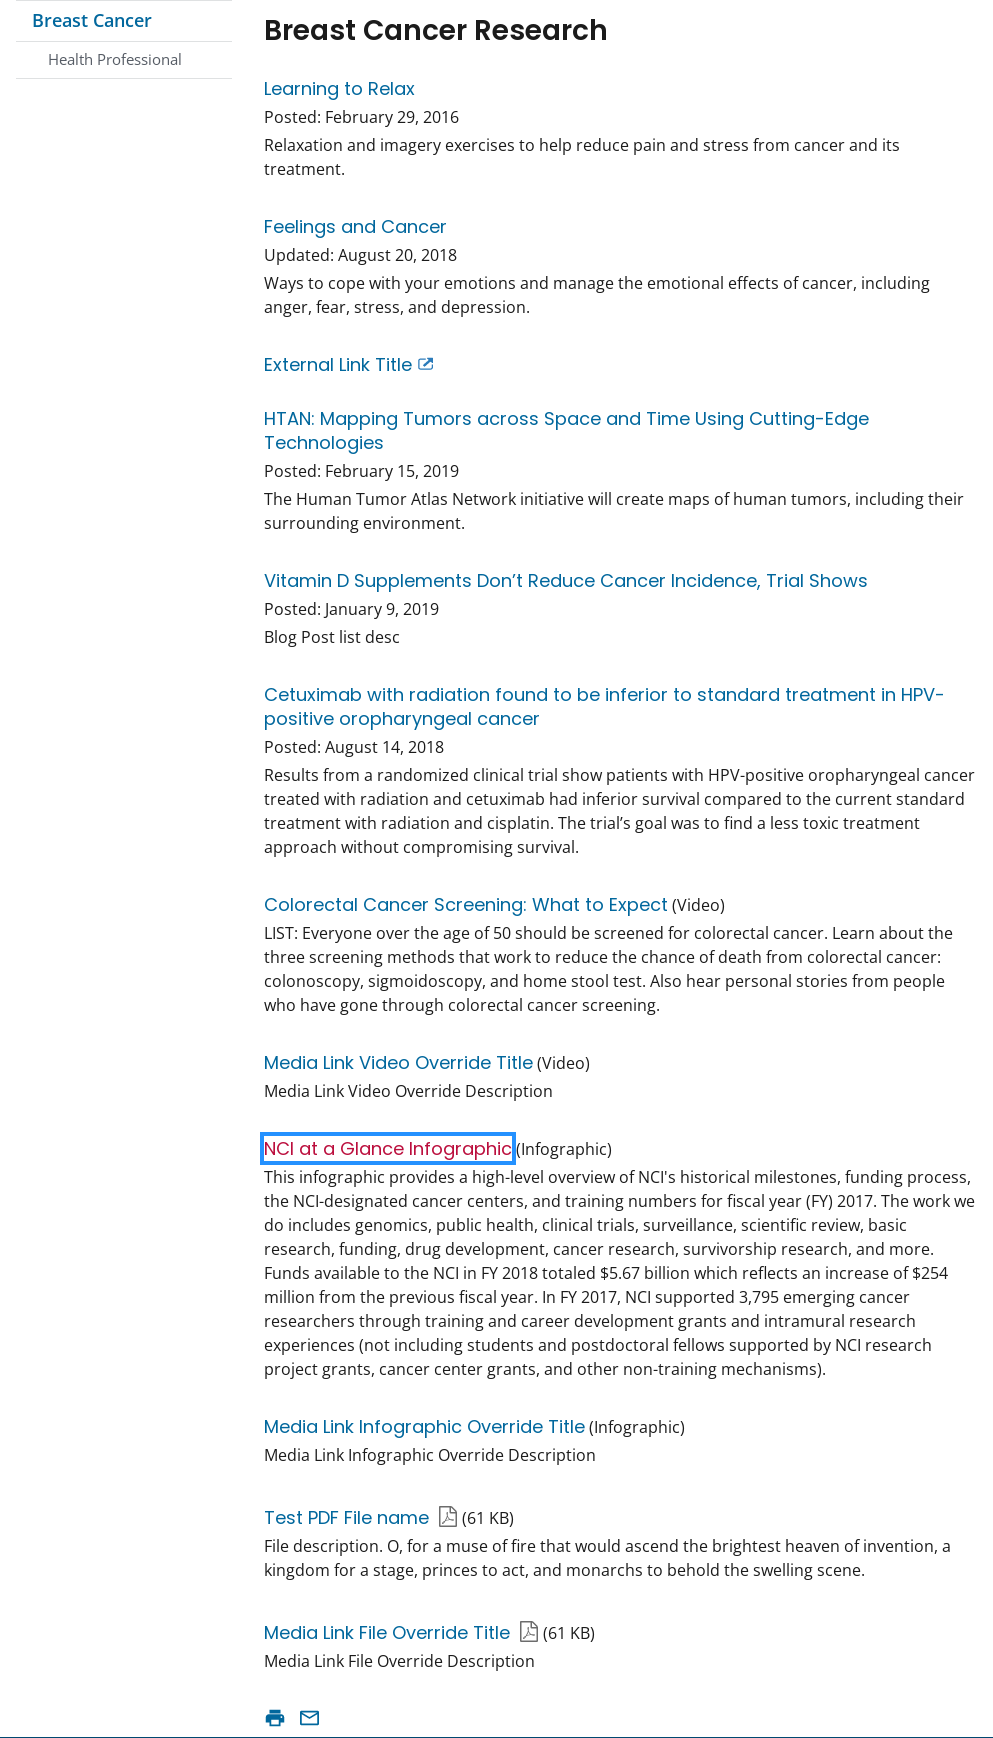 Breast Cancer
Health Professional
Breast Cancer Research
Learning to Relax
Posted: February 29, 2016
Relaxation and imagery exercises to help reduce pain and stress from cancer and its
treatment.
Feelings and Cancer
Updated: August 20, 2018
Ways to cope with your emotions and manage the emotional effects of cancer, including
anger, fear, stress, and depression.
External Link Title
HTAN: Mapping Tumors across Space and Time Using Cutting-Edge
Technologies
Posted: February 15, 2019
The Human Tumor Atlas Network initiative will create maps of human tumors, including their
surrounding environment.
Vitamin D Supplements Don’t Reduce Cancer Incidence, Trial Shows
Posted: January 9, 2019
Blog Post list desc
Cetuximab with radiation found to be inferior to standard treatment in HPV-
positive oropharyngeal cancer
Posted: August 14, 2018
Results from a randomized clinical trial show patients with HPV-positive oropharyngeal cancer
treated with radiation and cetuximab had inferior survival compared to the current standard
treatment with radiation and cisplatin. The trial’s goal was to find a less toxic treatment
approach without compromising survival.
Colorectal Cancer Screening: What to Expect (Video)
LIST: Everyone over the age of 50 should be screened for colorectal cancer. Learn about the
three screening methods that work to reduce the chance of death from colorectal cancer:
colonoscopy, sigmoidoscopy, and home stool test. Also hear personal stories from people
who have gone through colorectal cancer screening.
Media Link Video Override Title (Video)
Media Link Video Override Description
NCI at a Glance Infographic (Infographic)
This infographic provides a high-level overview of NCI's historical milestones, funding process,
the NCI-designated cancer centers, and training numbers for fiscal year (FY) 2017. The work we
do includes genomics, public health, clinical trials, surveillance, scientific review, basic
research, funding, drug development, cancer research, survivorship research, and more.
Funds available to the NCI in FY 2018 totaled $5.67 billion which reflects an increase of $254
million from the previous fiscal year. In FY 2017, NCI supported 3,795 emerging cancer
researchers through training and career development grants and intramural research
experiences (not including students and postdoctoral fellows supported by NCI research
project grants, cancer center grants, and other non-training mechanisms).
Media Link Infographic Override Title (Infographic)
Media Link Infographic Override Description
Test PDF File name (61 KB)
File description. O, for a muse of fire that would ascend the brightest heaven of invention, a
kingdom for a stage, princes to act, and monarchs to behold the swelling scene.
Media Link File Override Title (61 KB)
Media Link File Override Description